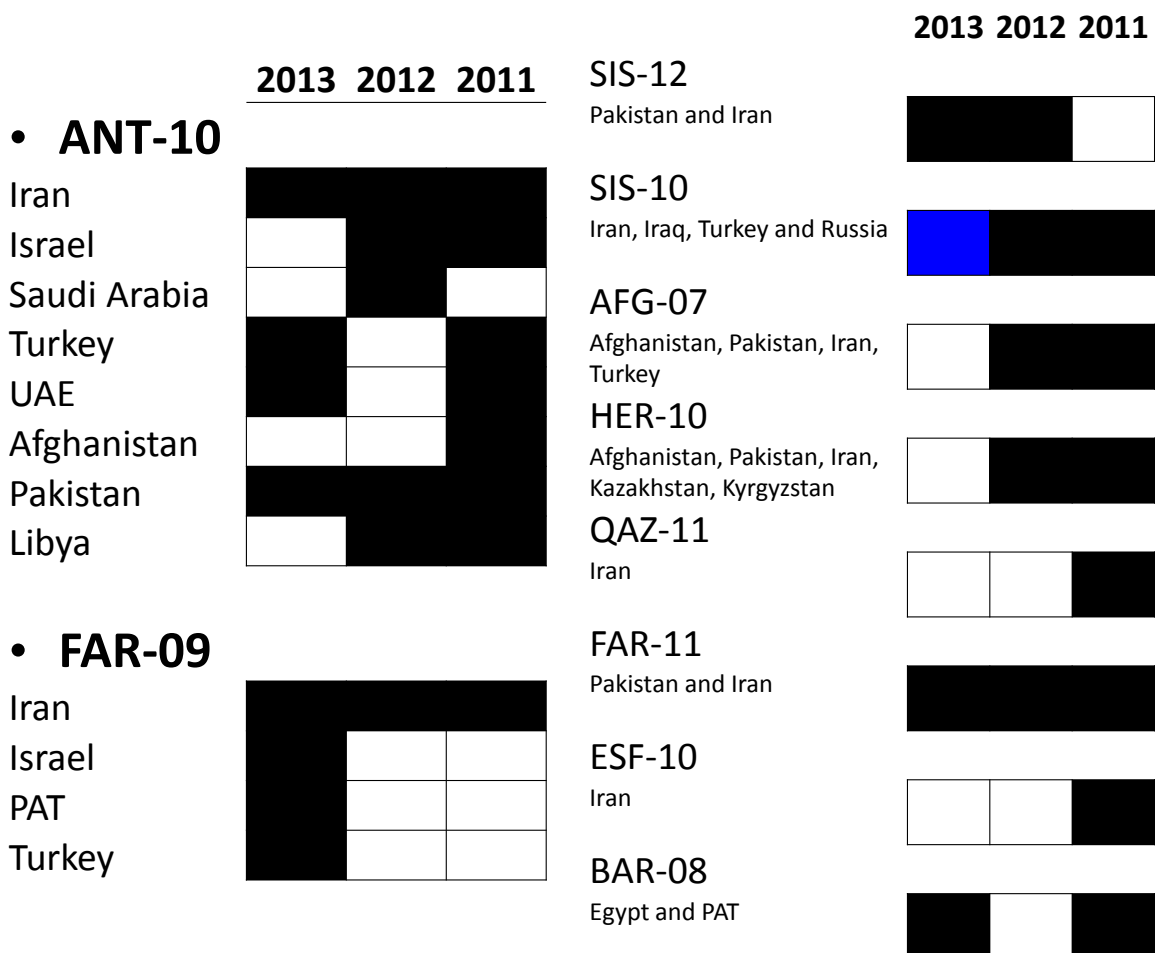 2013 2012 2011
• ANT-10
Iran
Israel
Saudi Arabia
Turkey
UAE
Afghanistan
Pakistan
Libya
• FAR-09
Iran
Israel
PAT
Turkey
2013 2012 2011
SIS-12
Pakistan and Iran
SIS-10
Iran, Iraq, Turkey and Russia
AFG-07
Afghanistan, Pakistan, Iran,
Turkey
HER-10
Afghanistan, Pakistan, Iran,
Kazakhstan, Kyrgyzstan
QAZ-11
Iran
FAR-11
Pakistan and Iran
ESF-10
Iran
BAR-08
Egypt and PAT